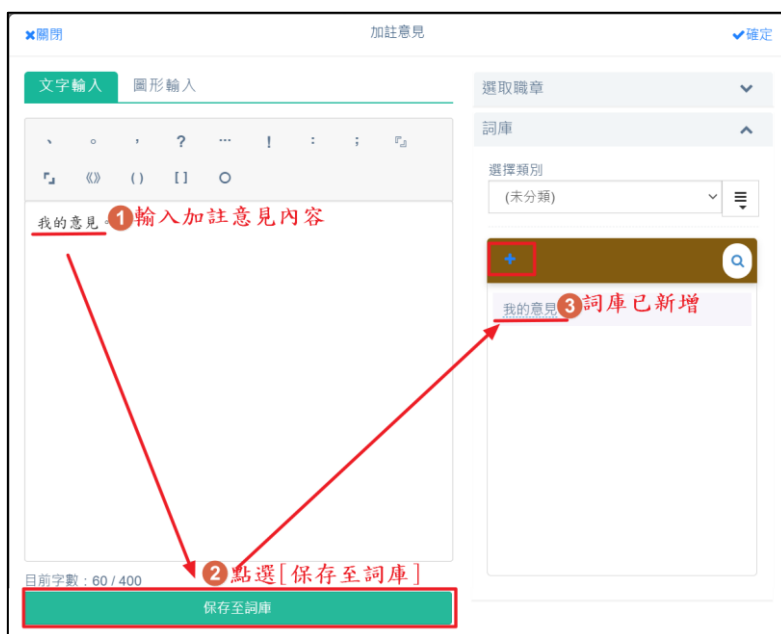 ✖關閉 加註意見 ✔確定
文字輸入 圖形輸入
、 。 , ? … ! : ; 『』
「」 《》 ( ) [ ] ○
我的意見。 1 輸入加註意見內容
目前字數：60 / 400
2 點選[保存至詞庫]
保存至詞庫
選取職章
詞庫
選擇類別
(未分類)
+
我的意見 3 詞庫已新增